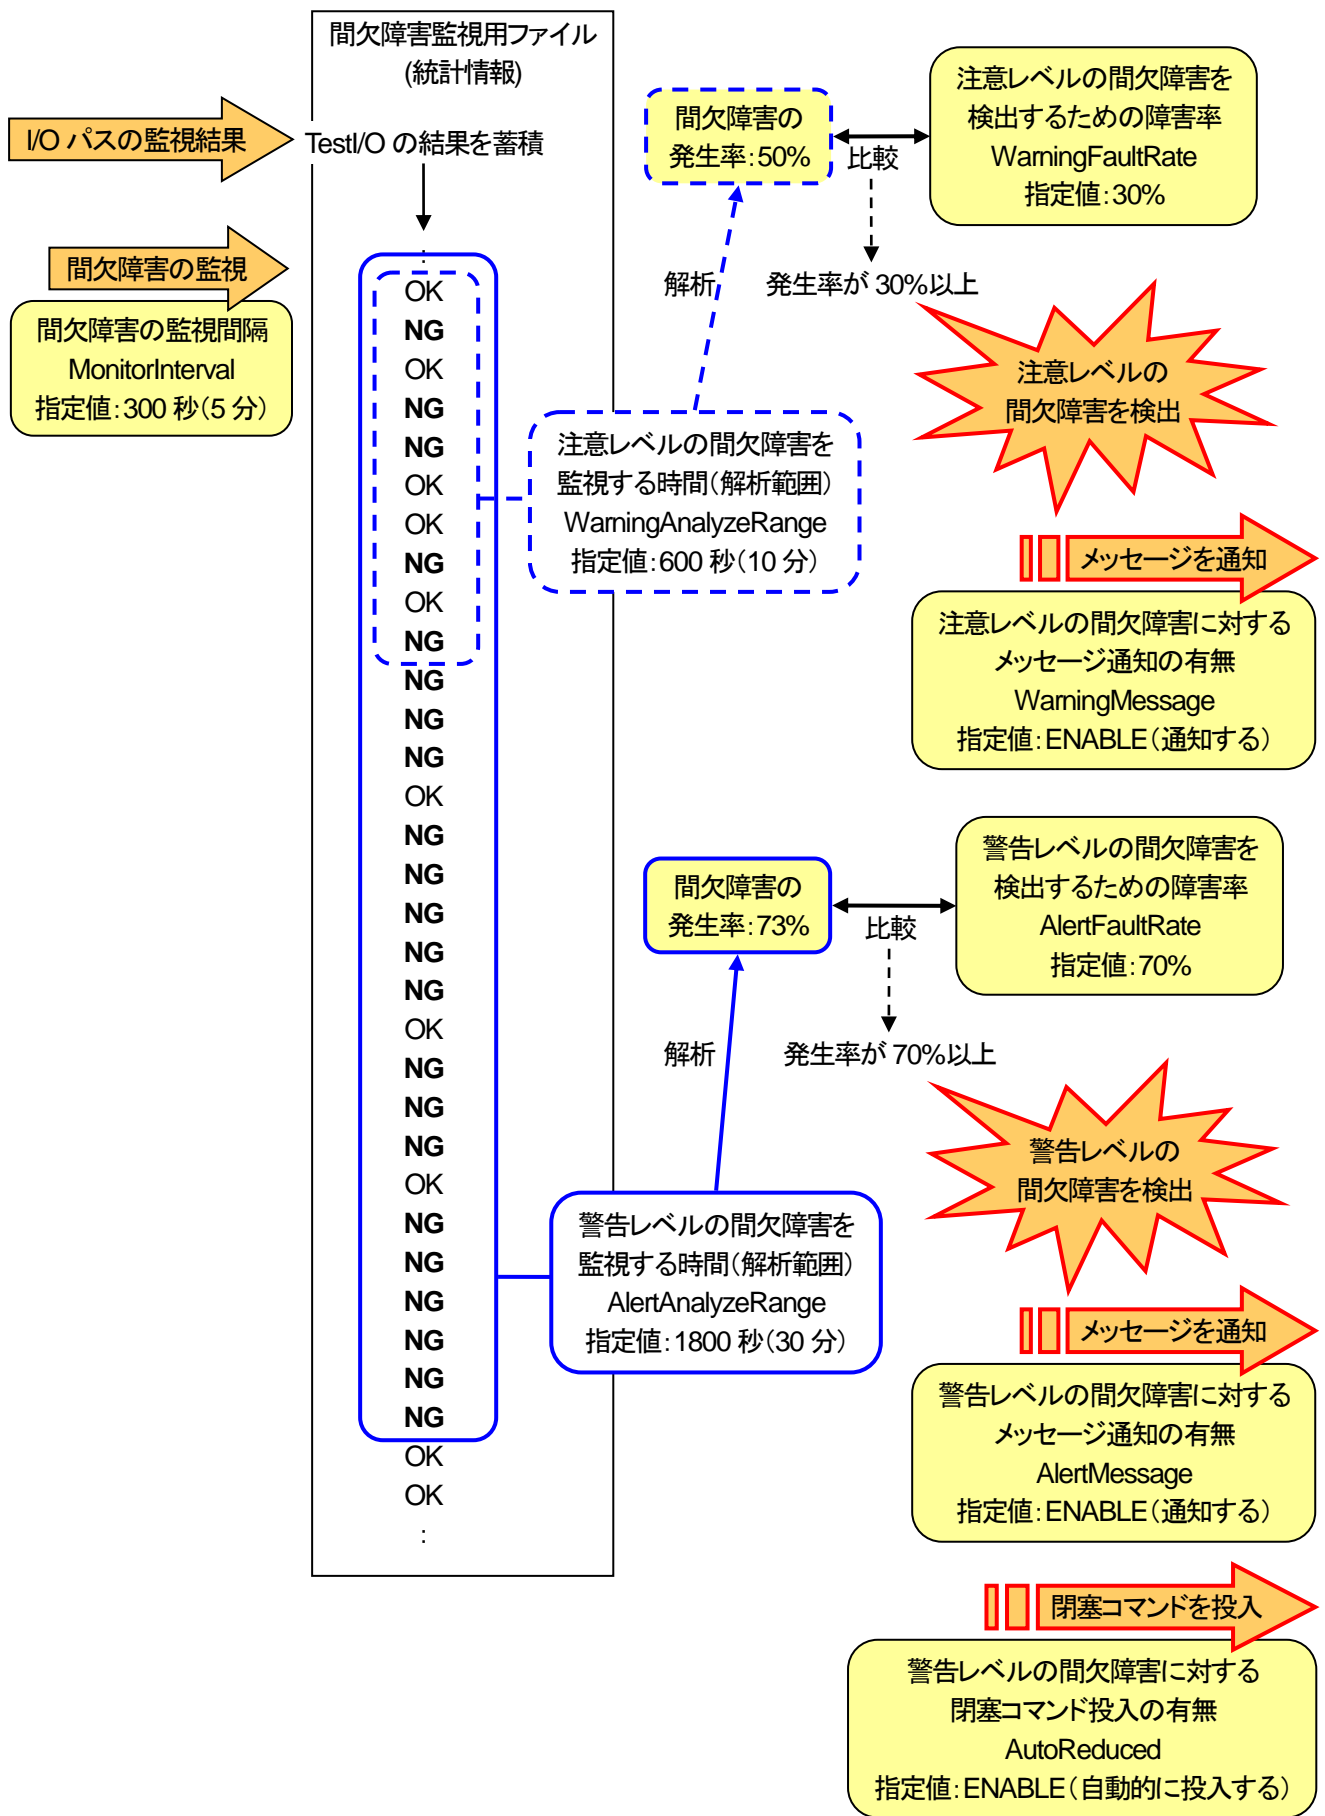 間欠障害監視用ファイル
(統計情報)
I/O パスの監視結果
TestI/O の結果を蓄積
間欠障害の監視
間欠障害の監視間隔
MonitorInterval
指定値:300 秒(5 分)
:
OK
NG
OK
NG
NG
OK
OK
NG
OK
NG
NG
NG
NG
OK
NG
NG
NG
NG
NG
OK
NG
NG
NG
OK
NG
NG
NG
NG
NG
NG
OK
OK
:
間欠障害の
発生率:50%
比較
注意レベルの間欠障害を
検出するための障害率
WarningFaultRate
指定値:30%
解析
発生率が 30%以上
注意レベルの
間欠障害を検出
注意レベルの間欠障害を
監視する時間(解析範囲)
WarningAnalyzeRange
指定値:600 秒(10 分)
メッセージを通知
注意レベルの間欠障害に対する
メッセージ通知の有無
WarningMessage
指定値:ENABLE(通知する)
間欠障害の
発生率:73%
比較
警告レベルの間欠障害を
検出するための障害率
AlertFaultRate
指定値:70%
解析
発生率が 70%以上
警告レベルの
間欠障害を検出
警告レベルの間欠障害を
監視する時間(解析範囲)
AlertAnalyzeRange
指定値:1800 秒(30 分)
メッセージを通知
警告レベルの間欠障害に対する
メッセージ通知の有無
AlertMessage
指定値:ENABLE(通知する)
閉塞コマンドを投入
警告レベルの間欠障害に対する
閉塞コマンド投入の有無
AutoReduced
指定値:ENABLE(自動的に投入する)